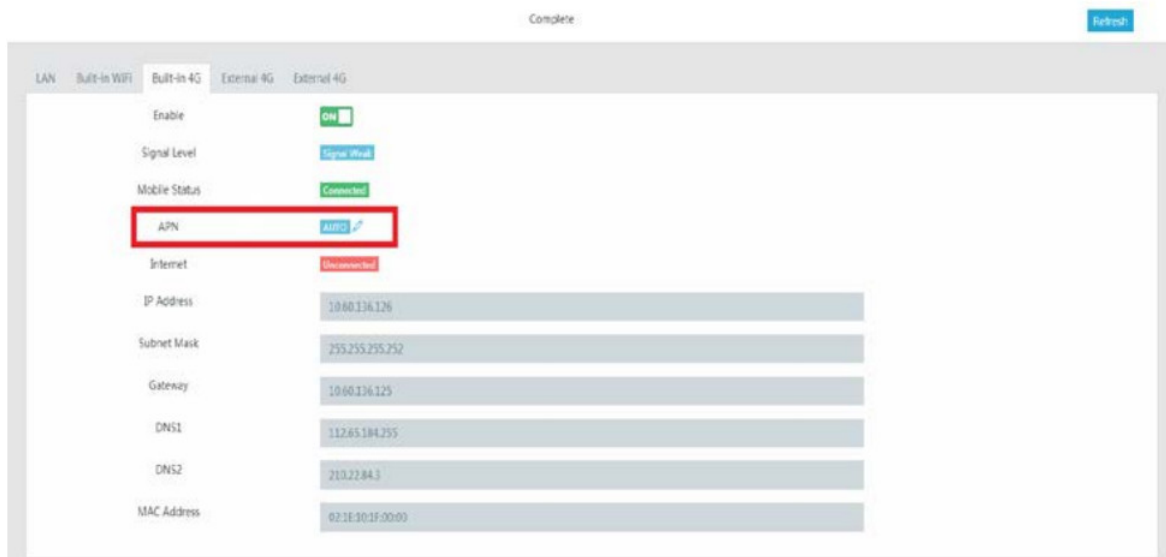 Complete
Refresh
LAN Built-in WiFi Built-in 4G External 4G External 4G
Enable ON
Signal Level Signal Weak
Mobile Status Connected
APN AUTO
Internet Unconnected
IP Address 10.60.136.126
Subnet Mask 255.255.255.252
Gateway 10.60.136.125
DNS1 112.65.184.255
DNS2 210.22.84.3
MAC Address 02:1E:10:1F:00:00